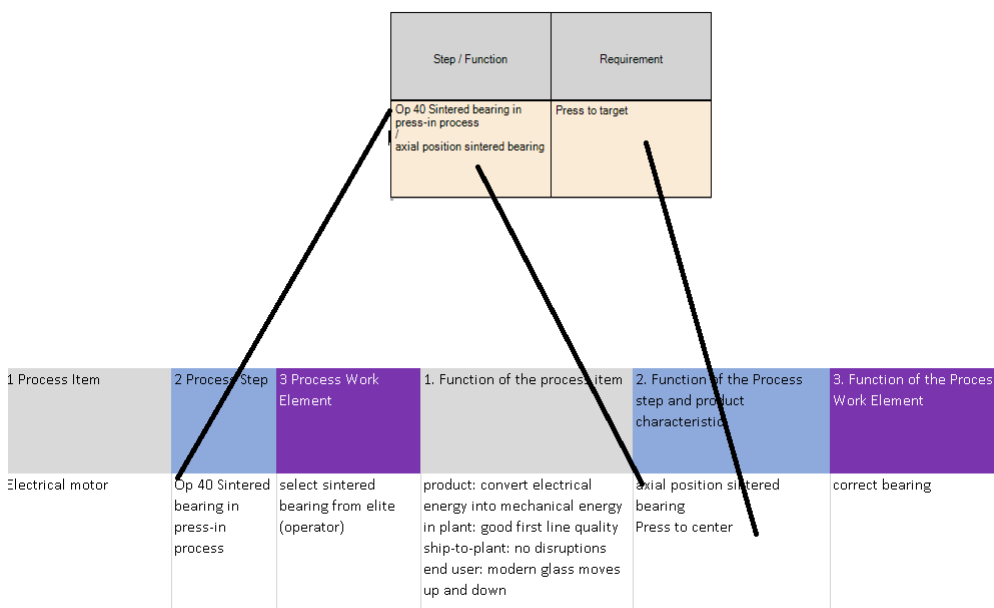 Step / Function
Requirement
Op 40 Sintered bearing in
press-in process
/
axial position sintered bearing
Press to target
1 Process Item
2 Process Step
3 Process Work
Element
1. Function of the process item
2. Function of the Process
step and product
characteristic
3. Function of the Proces
Work Element
Electrical motor
Op 40 Sintered
bearing in
press-in
process
select sintered
bearing from elite
(operator)
product: convert electrical
energy into mechanical energy
in plant: good first line quality
ship-to-plant: no disruptions
end user: modern glass moves
up and down
axial position sintered
bearing
Press to center
correct bearing